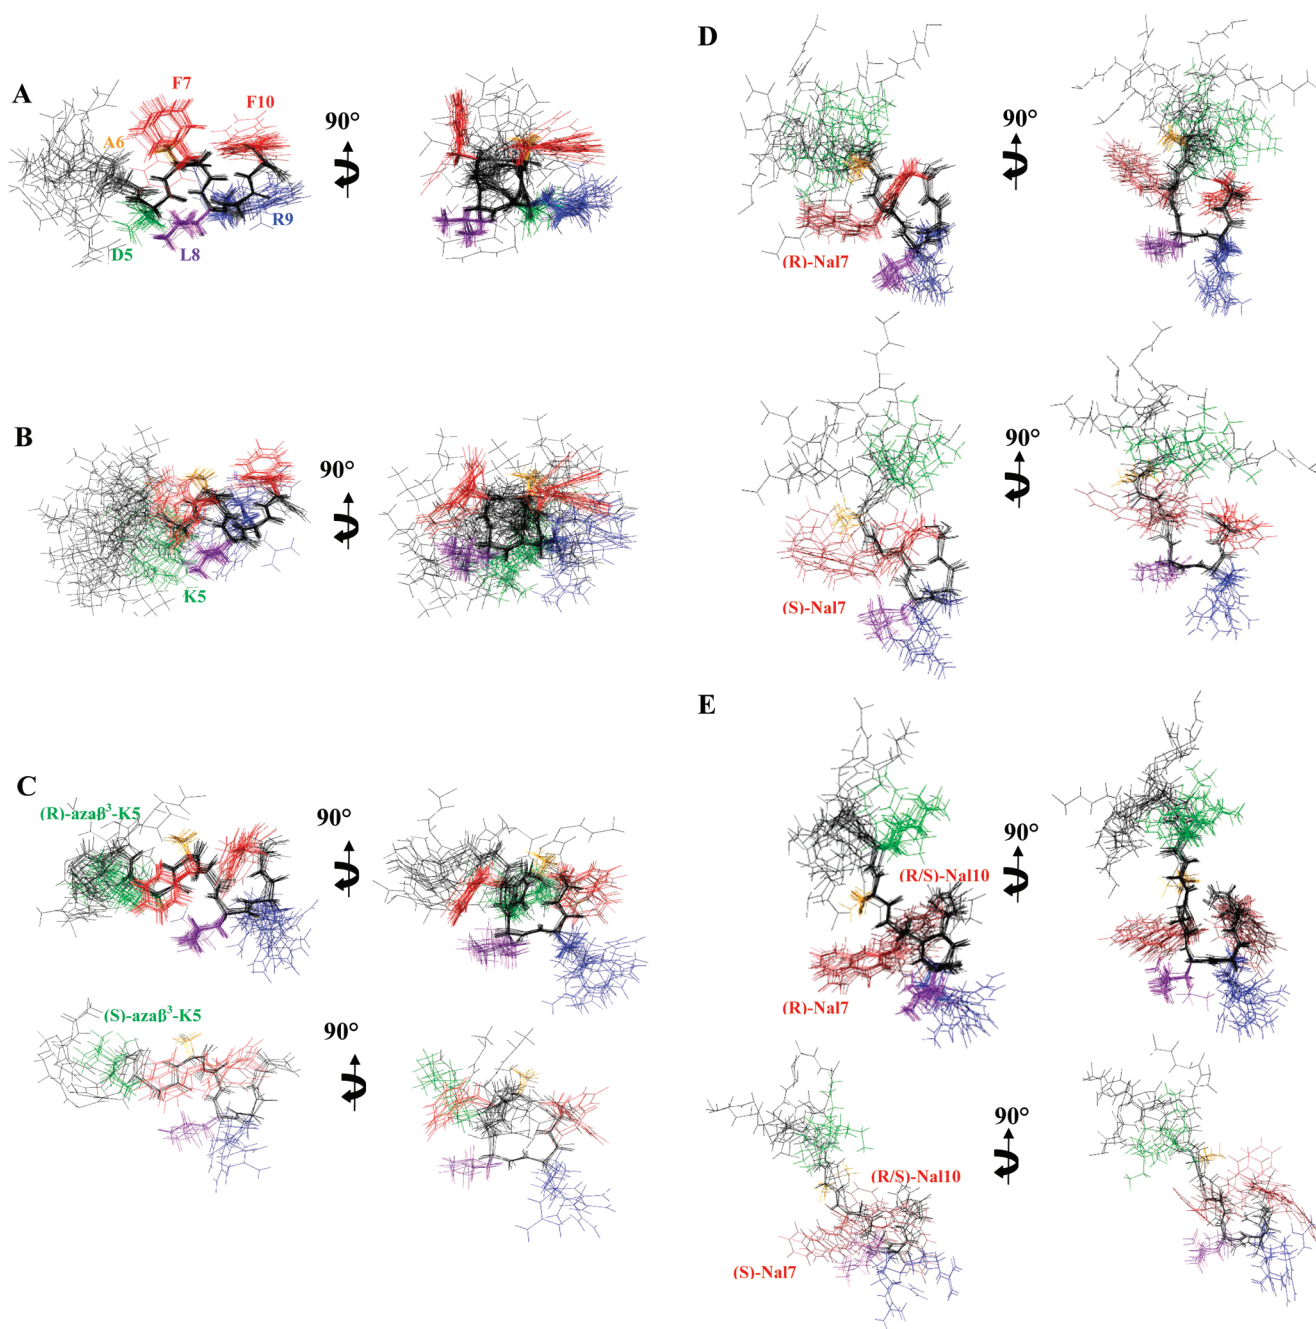 A
F7
F10
A6
D5
L8
R9
90°
B
K5
90°
C
(R)-azaβ³-K5
90°
(S)-azaβ³-K5
90°
D
(R)-Nal7
90°
(S)-Nal7
90°
E
(R/S)-Nal10
(R)-Nal7
90°
(R/S)-Nal10
(S)-Nal7
90°